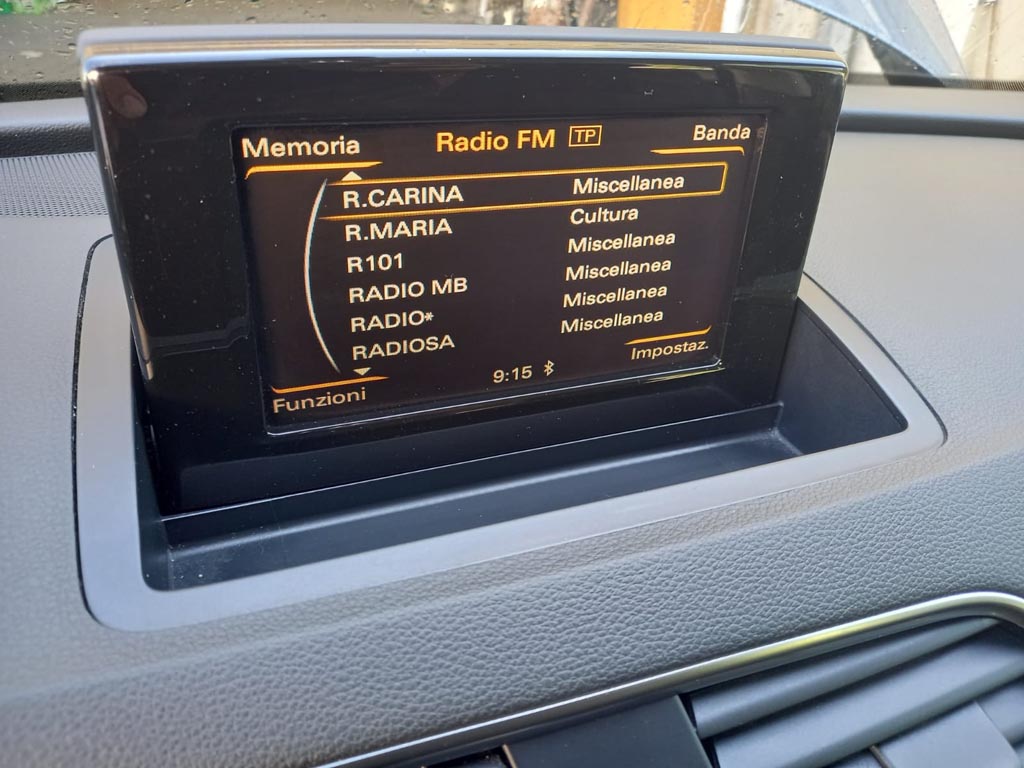 Memoria Radio FM TP Banda
R.CARINA Miscellanea
R.MARIA Cultura
R101 Miscellanea
RADIO MB Miscellanea
RADIO* Miscellanea
RADIOSA Miscellanea
Funzioni 9:15 Impostaz.